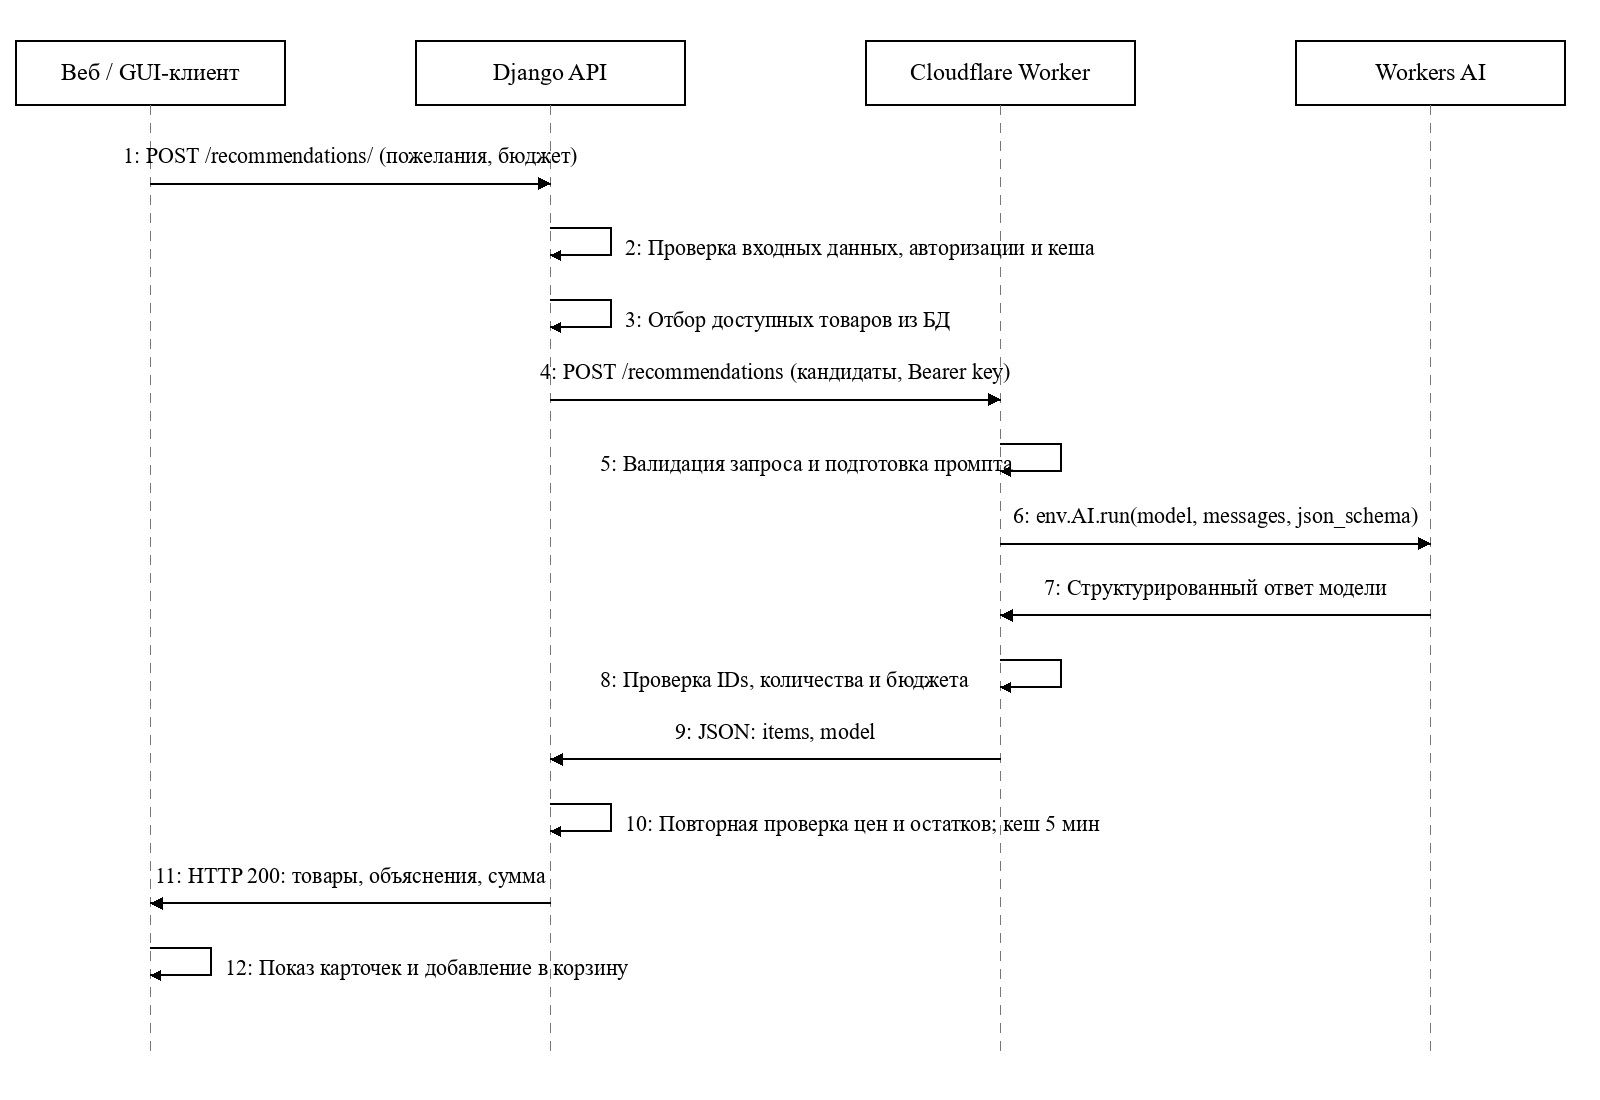 Веб / GUI-клиент
Django API
Cloudflare Worker
Workers AI
1: POST /recommendations/ (пожелания, бюджет)
2: Проверка входных данных, авторизации и кеша
3: Отбор доступных товаров из БД
4: POST /recommendations (кандидаты, Bearer key)
5: Валидация запроса и подготовка промпта
6: env.AI.run(model, messages, json_schema)
7: Структурированный ответ модели
8: Проверка IDs, количества и бюджета
9: JSON: items, model
10: Повторная проверка цен и остатков; кеш 5 мин
11: HTTP 200: товары, объяснения, сумма
12: Показ карточек и добавление в корзину